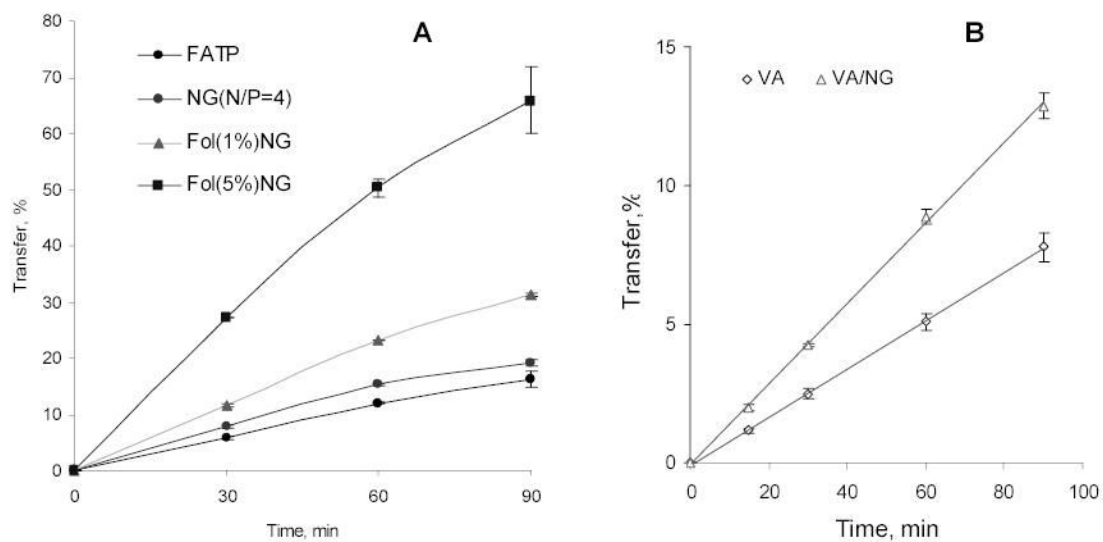 A
FATP
NG(N/P=4)
Fol(1%)NG
Fol(5%)NG
80
70
60
50
40
30
20
10
0
Transfer, %
0 30 60 90
Time, min
B
VA VA/NG
15
10
5
0
Transfer,%
0 20 40 60 80 100
Time, min